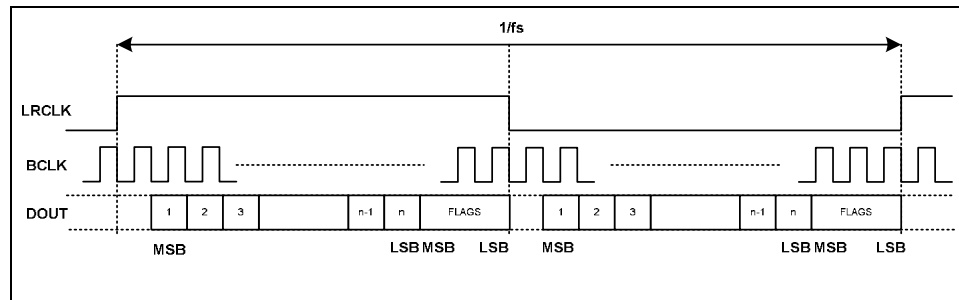 1/fs
LRCLK
BCLK
DOUT 1 2 3 n-1 n FLAGS 1 2 3 n-1 n FLAGS
MSB LSB MSB LSB MSB LSB MSB LSB